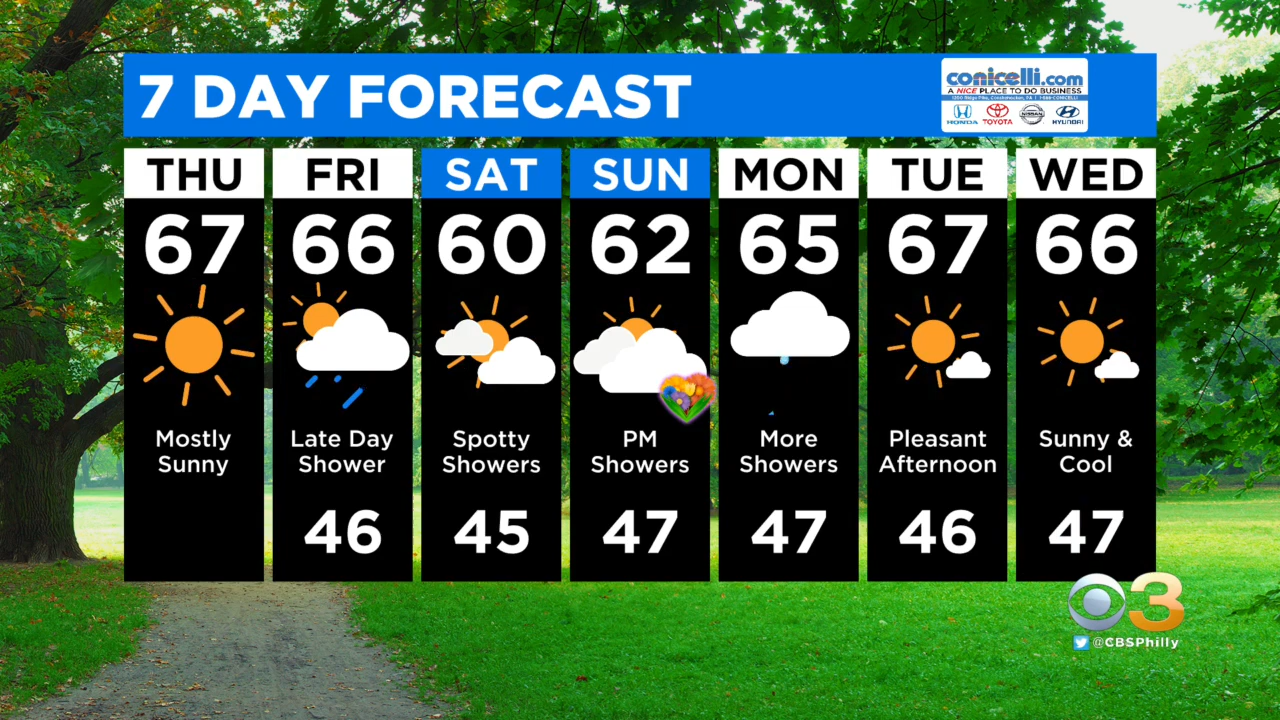 7 DAY FORECAST
conicelli.com
A NICE PLACE TO DO BUSINESS
HONDA TOYOTA NISSAN HYUNDAI
THU FRI SAT SUN MON TUE WED
67 66 60 62 65 67 66
Mostly Sunny
Late Day Shower
Spotty Showers
PM Showers
More Showers
Pleasant Afternoon
Sunny & Cool
46 45 47 47 46 47
3
@CBSPhilly